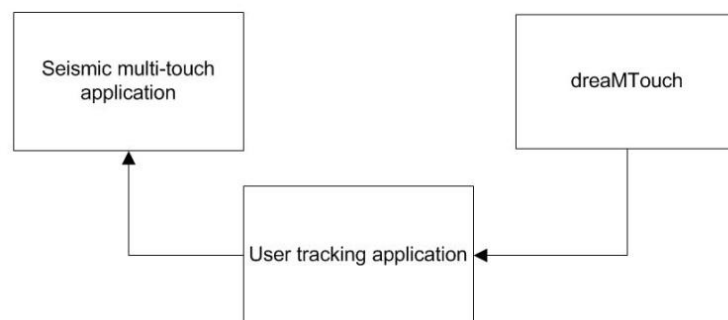 Seismic multi-touch
application
dreaMTouch
User tracking application